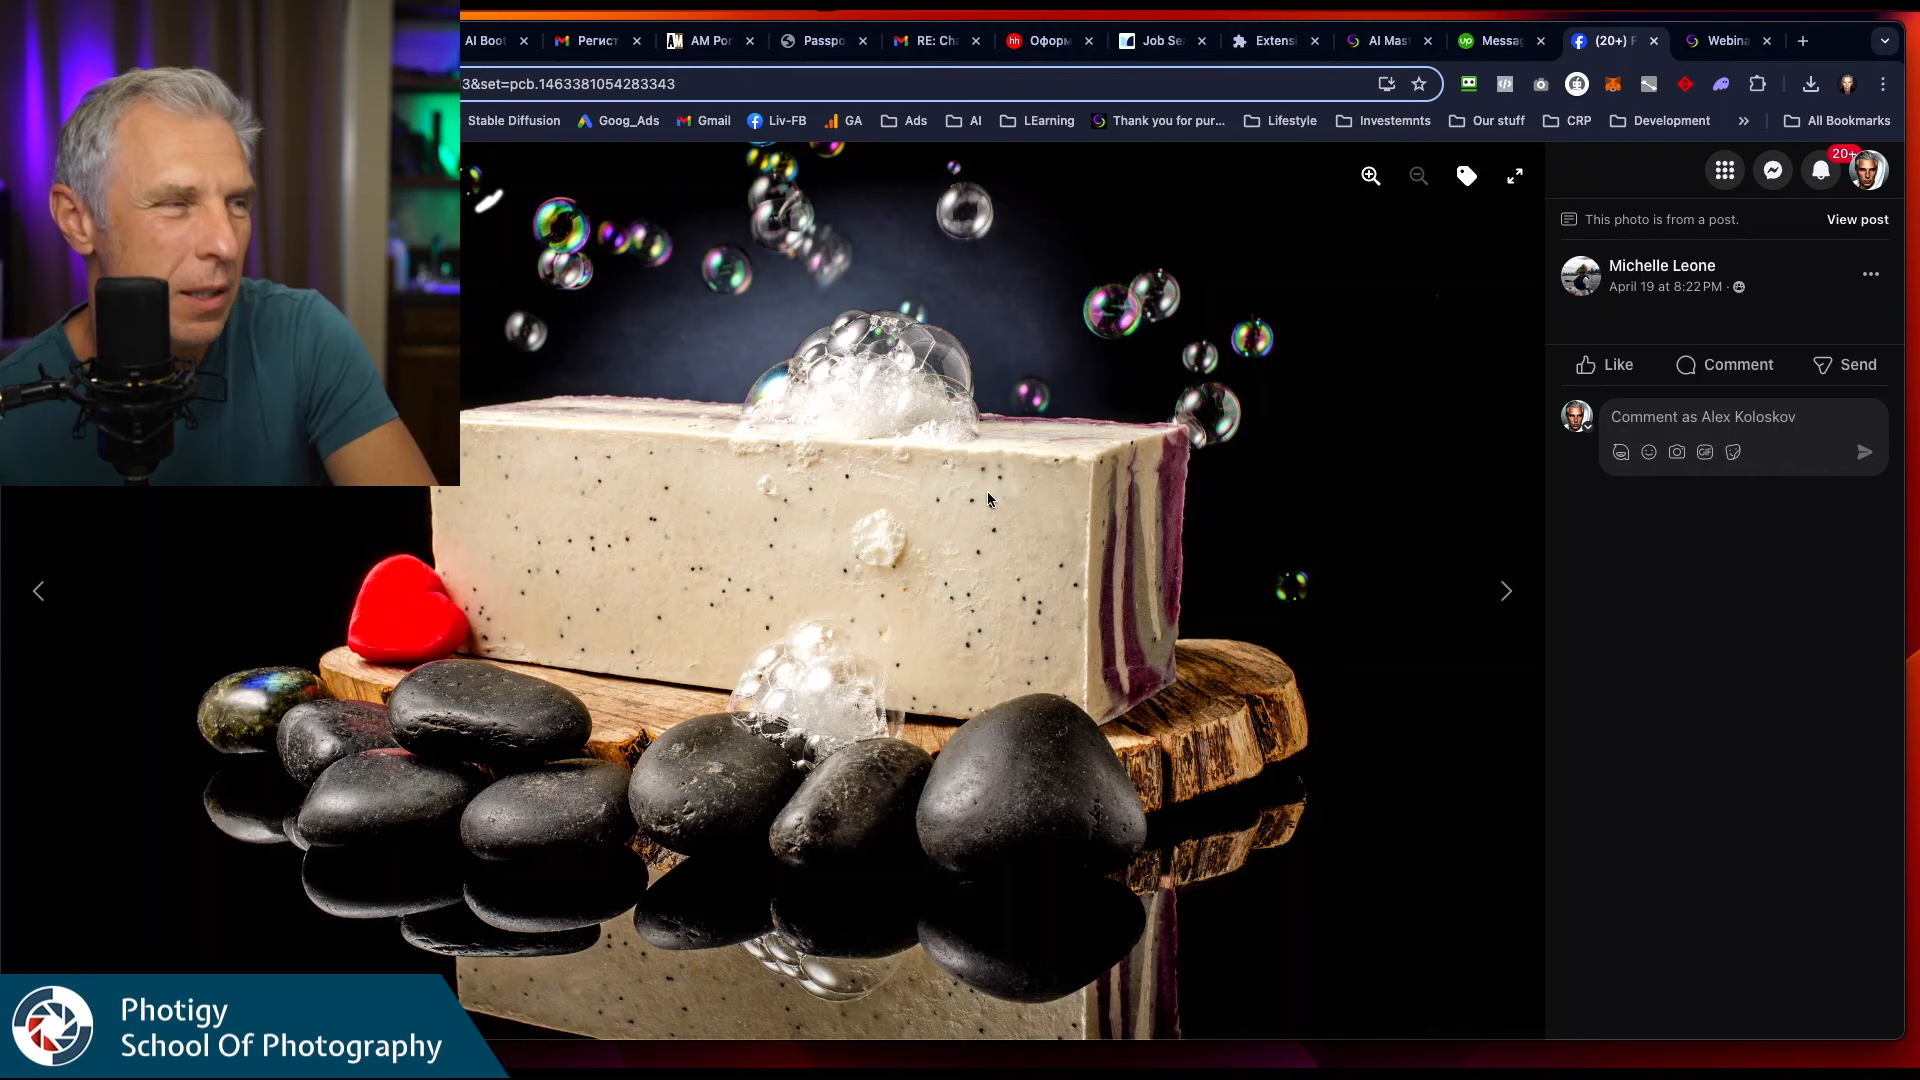 AI Boot
Регист
AM Por
Passpo
RE: Cha
Оформ
Job Se
Extensi
AI Mast
Messag
(20+) F
Webina
3&set=pcb.1463381054283343
Stable Diffusion
Goog_Ads
Gmail
Liv-FB
GA
Ads
AI
LEarning
Thank you for pur...
Lifestyle
Investemnts
Our stuff
CRP
Development
All Bookmarks
20+
This photo is from a post.
View post
Michelle Leone
April 19 at 8:22 PM ·
Like
Comment
Send
Comment as Alex Koloskov
GIF
Photigy
School Of Photography